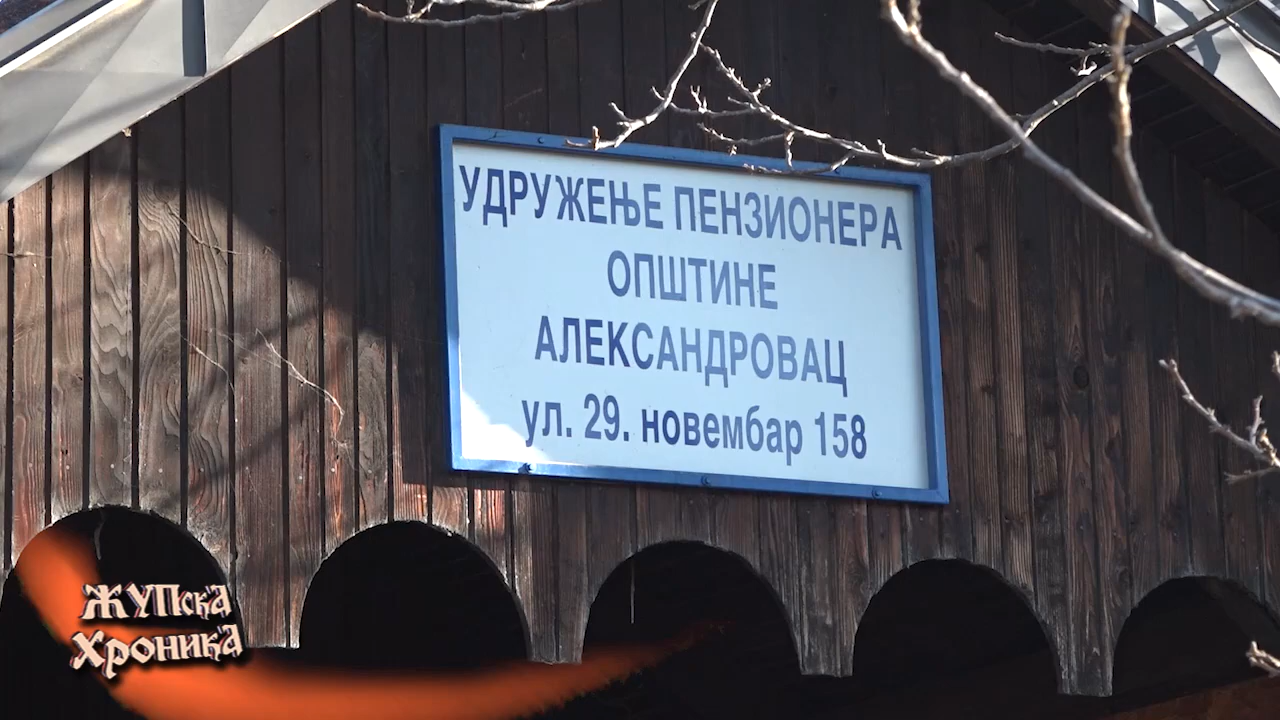 УДРУЖЕЊЕ ПЕНЗИОНЕРА
ОПШТИНЕ
АЛЕКСАНДРОВАЦ
ул. 29. новембар 158
ЖУПска
Хроника